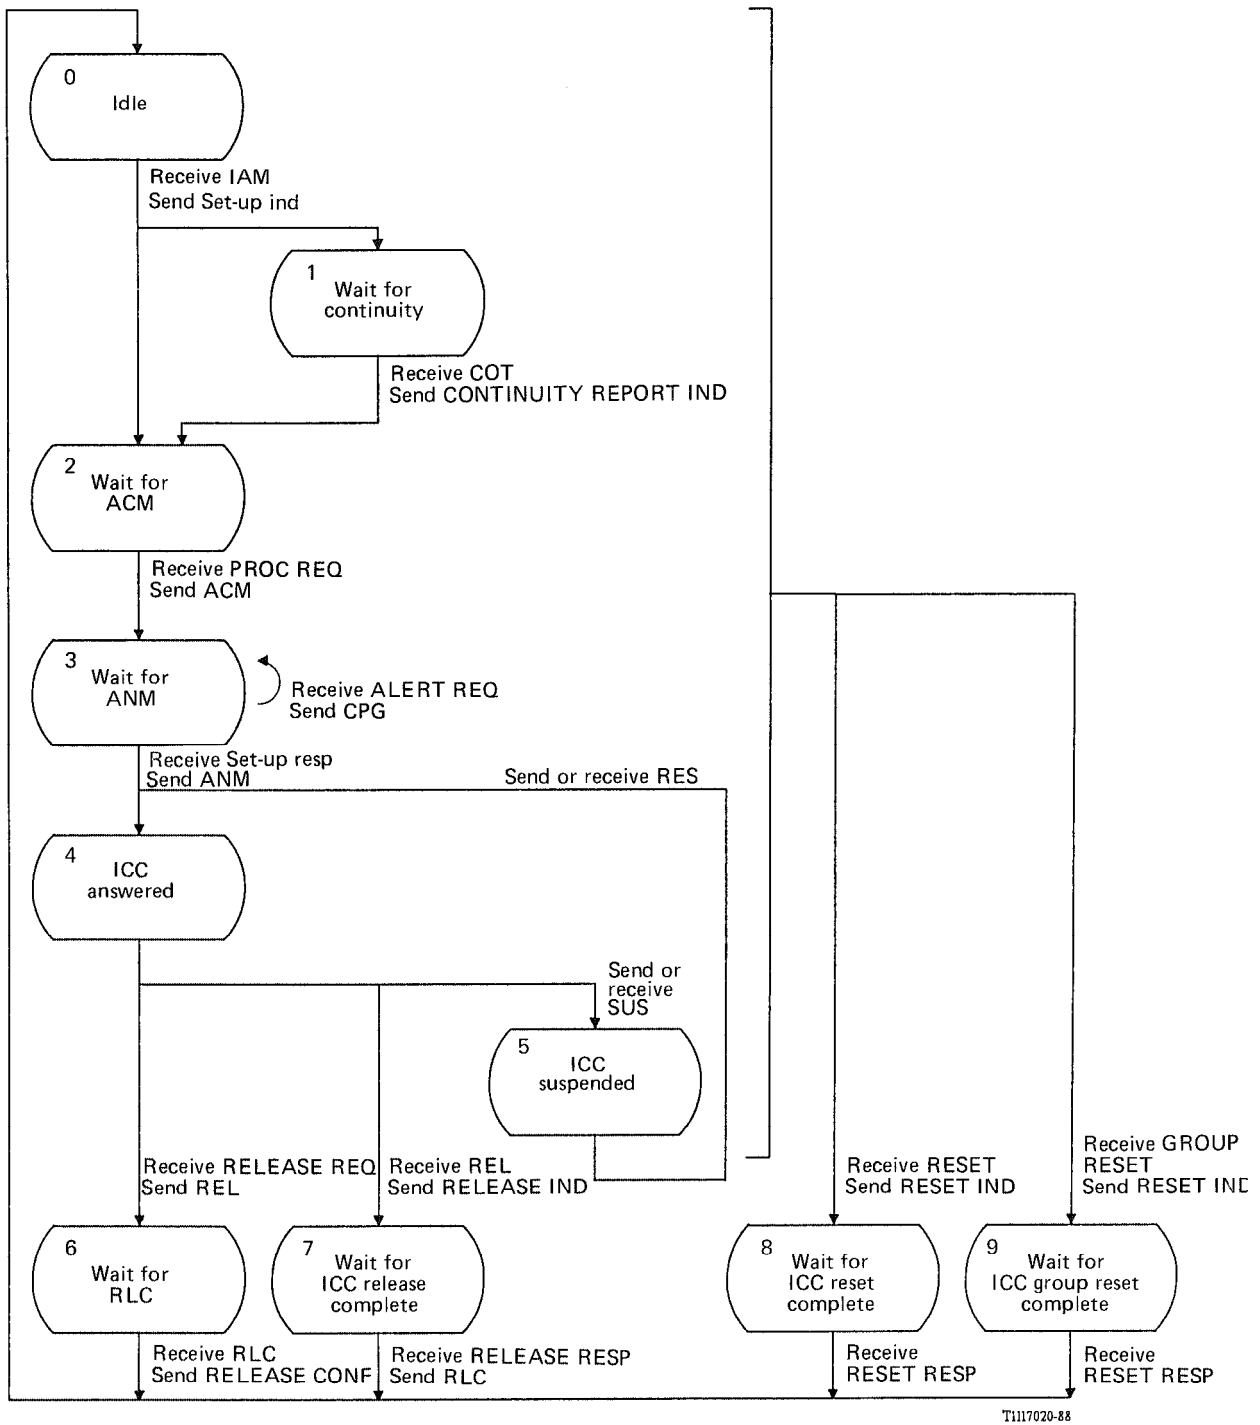 0
Idle
Receive IAM
Send Set-up ind
1
Wait for
continuity
Receive COT
Send CONTINUITY REPORT IND
2
Wait for
ACM
Receive PROC REQ
Send ACM
3
Wait for
ANM
Receive ALERT REQ
Send CPG
Receive Set-up resp
Send ANM
Send or receive RES
4
ICC
answered
Send or
receive
SUS
5
ICC
suspended
Receive RELEASE REQ
Send REL
Receive REL
Send RELEASE IND
Receive RESET
Send RESET IND
Receive GROUP
RESET
Send RESET IND
6
Wait for
RLC
7
Wait for
ICC release
complete
8
Wait for
ICC reset
complete
9
Wait for
ICC group reset
complete
Receive RLC
Send RELEASE CONF
Receive RELEASE RESP
Send RLC
Receive
RESET RESP
Receive
RESET RESP
T1117020-88